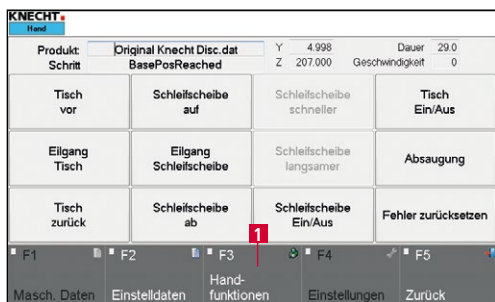 KNECHT
Hand
Produkt: Original Knecht Disc.dat Y 4.998 Dauer 29.0
Schritt BasePosReached Z 207.000 Geschwindigkeit 0
Tisch vor
Schleifscheibe auf
Schleifscheibe schneller
Tisch Ein/Aus
Eilgang Tisch
Eilgang Schleifscheibe
Schleifscheibe langsamer
Absaugung
Tisch zurück
Schleifscheibe ab
Schleifscheibe Ein/Aus
Fehler zurücksetzen
1
F1 F2 F3 F4 F5
Masch. Daten
Einstelldaten
Hand-
funktionen
Einstellungen
Zurück